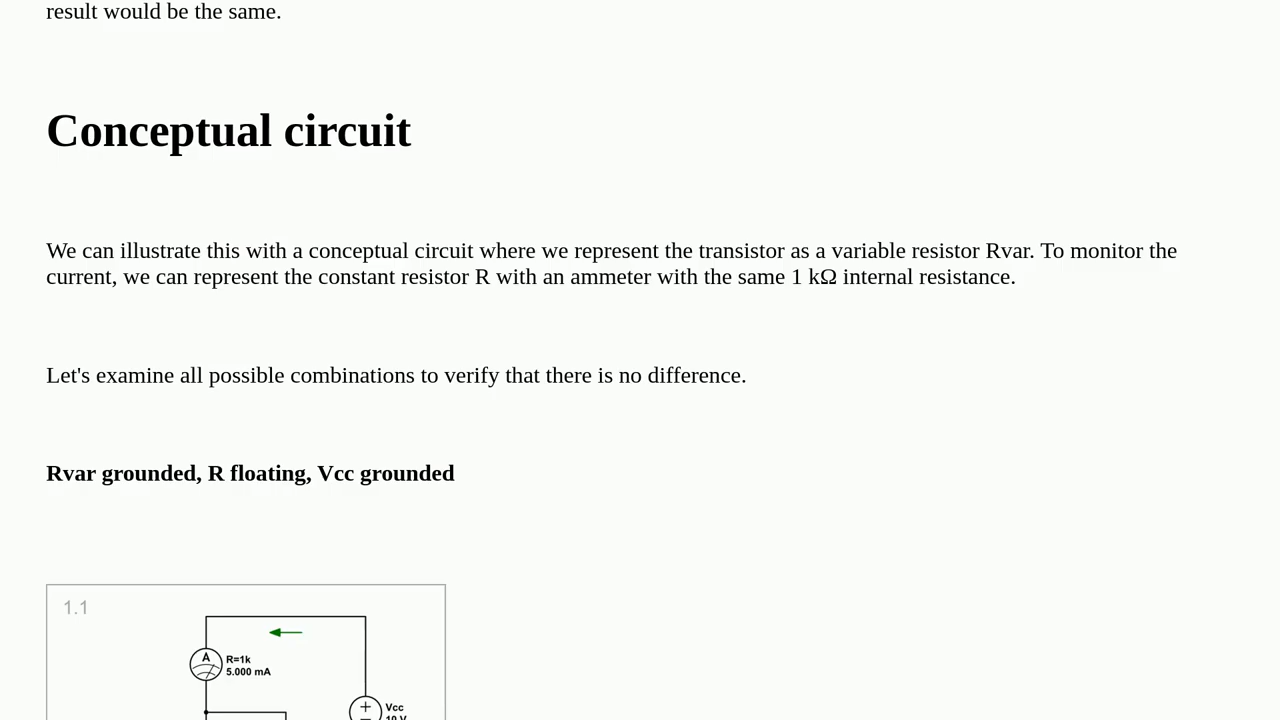 result would be the same.
Conceptual circuit
We can illustrate this with a conceptual circuit where we represent the transistor as a variable resistor Rvar. To monitor the
current, we can represent the constant resistor R with an ammeter with the same 1 kΩ internal resistance.
Let's examine all possible combinations to verify that there is no difference.
Rvar grounded, R floating, Vcc grounded
1.1
A
R=1k
5.000 mA
Vcc
10 V